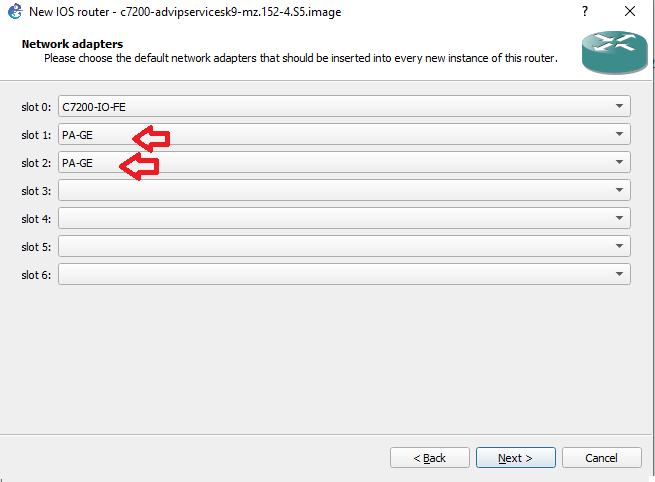 New IOS router - c7200-advipservicesk9-mz.152-4.S5.image
?
Network adapters
Please choose the default network adapters that should be inserted into every new instance of this router.
slot 0: C7200-IO-FE
slot 1: PA-GE
slot 2: PA-GE
slot 3:
slot 4:
slot 5:
slot 6:
< Back Next > Cancel